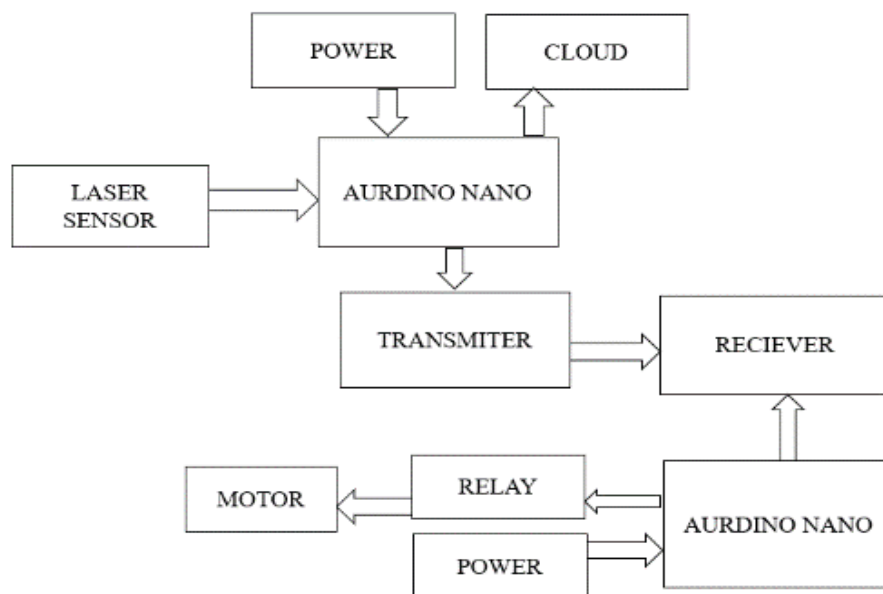 POWER
CLOUD
LASER
SENSOR
AURDINO NANO
TRANSMITER
RECIEVER
MOTOR
RELAY
AURDINO NANO
POWER